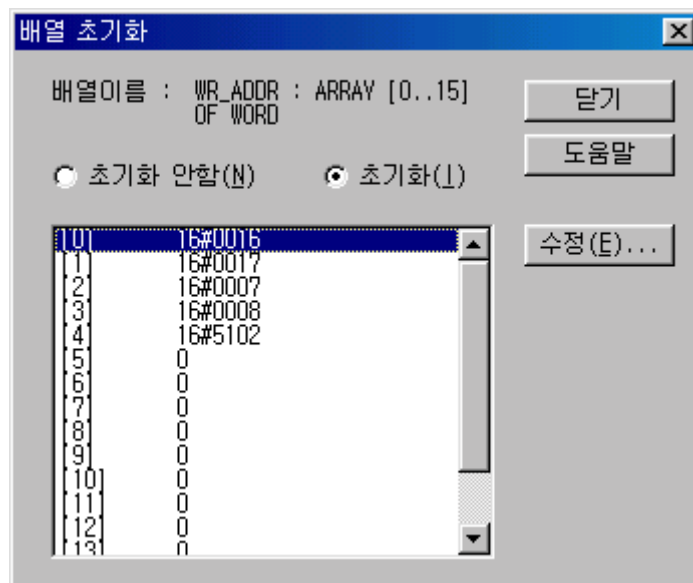 배열 초기화
배열이름 : WR_ADDR : ARRAY [0..15]
OF WORD
닫기
도움말
초기화 안함(N) 초기화(I)
수정(E)...
[0] 16#0016
[1] 16#0017
[2] 16#0007
[3] 16#0008
[4] 16#5102
[5] 0
[6] 0
[7] 0
[8] 0
[9] 0
[10] 0
[11] 0
[12] 0
[13] 0